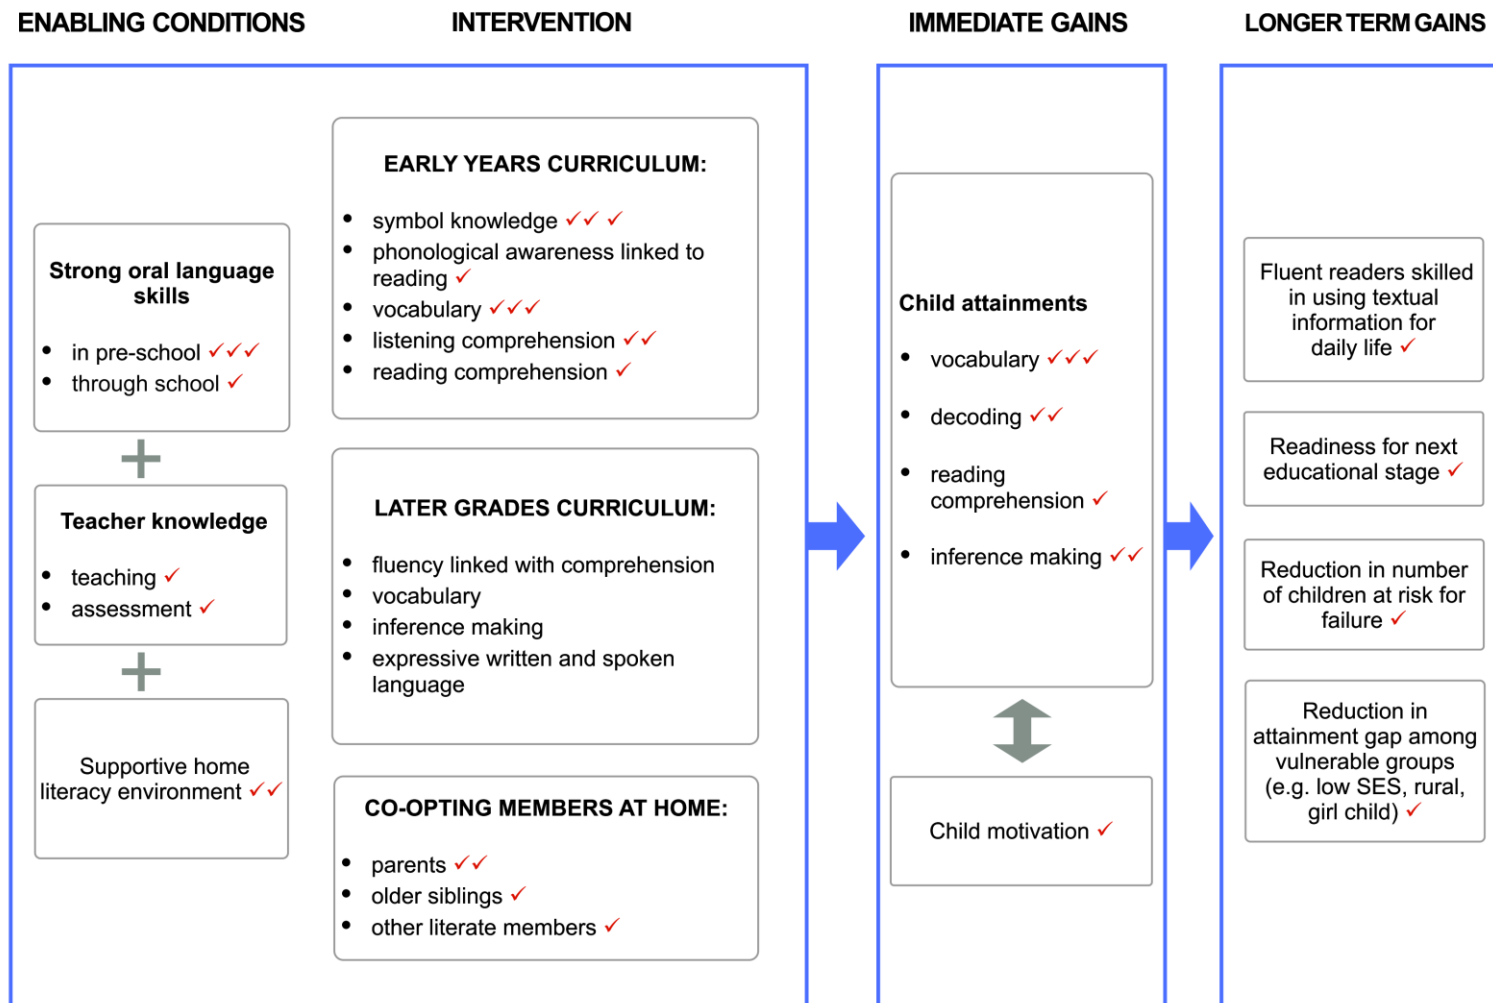 ENABLING CONDITIONS
INTERVENTION
IMMEDIATE GAINS
LONGER TERM GAINS
Strong oral language
skills
• in pre-school ✓✓✓
• through school ✓
+
Teacher knowledge
• teaching ✓
• assessment ✓
+
Supportive home
literacy environment ✓✓
EARLY YEARS CURRICULUM:
• symbol knowledge ✓✓✓
• phonological awareness linked to
reading ✓
• vocabulary ✓✓✓
• listening comprehension ✓✓
• reading comprehension ✓
LATER GRADES CURRICULUM:
• fluency linked with comprehension
• vocabulary
• inference making
• expressive written and spoken
language
CO-OPTING MEMBERS AT HOME:
• parents ✓✓
• older siblings ✓
• other literate members ✓
Child attainments
• vocabulary ✓✓✓
• decoding ✓✓
• reading
comprehension ✓
• inference making ✓✓
Child motivation ✓
Fluent readers skilled
in using textual
information for
daily life ✓
Readiness for next
educational stage ✓
Reduction in number
of children at risk for
failure ✓
Reduction in
attainment gap among
vulnerable groups
(e.g. low SES, rural,
girl child) ✓